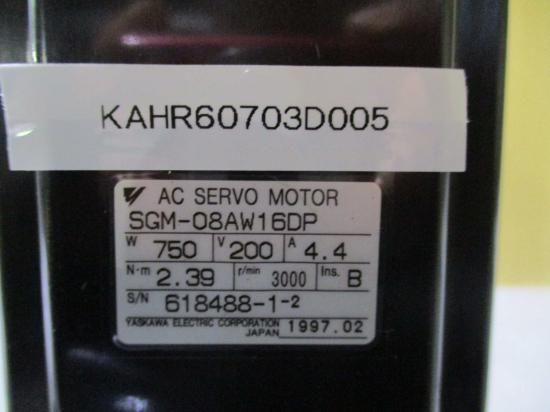 KAHR60703D005
AC SERVO MOTOR
SGM-08AW16DP
W 750 V 200 A 4.4
N·m 2.39 r/min 3000 Ins. B
S/N 618488-1-2
YASKAWA ELECTRIC CORPORATION 1997.02
JAPAN